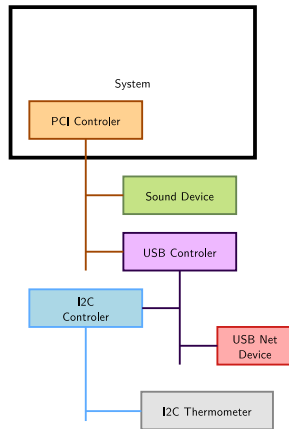 System
PCI Controler
Sound Device
USB Controler
I2C
Controler
USB Net
Device
I2C Thermometer